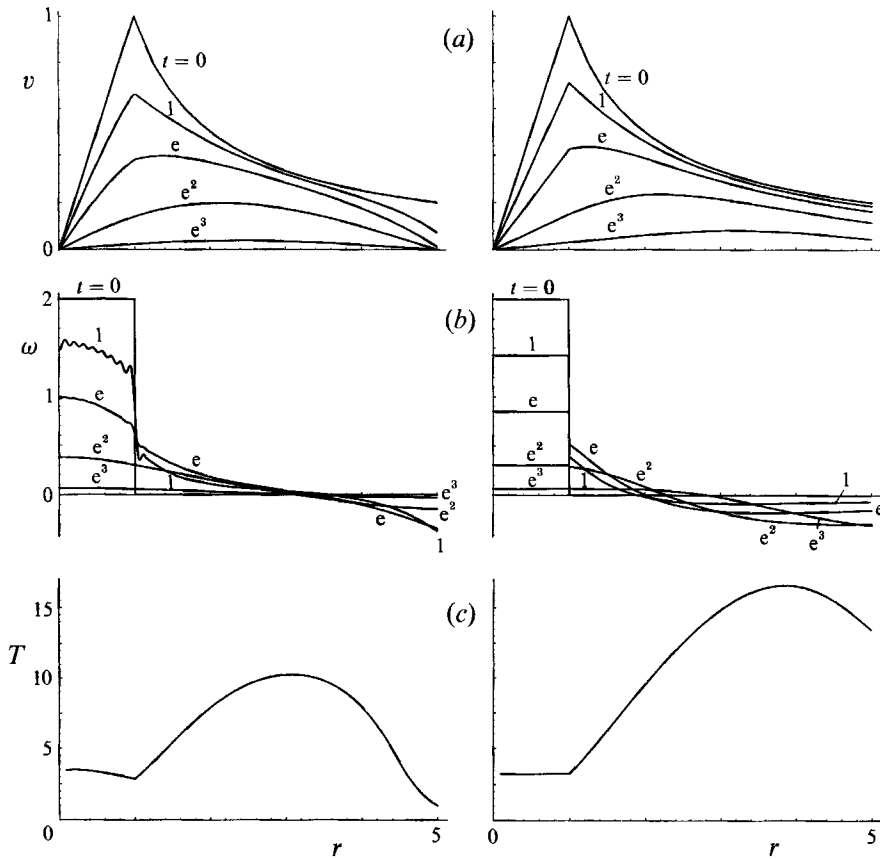 1
(a)
v
t = 0
1
e
e²
e³
0
t = 0
1
e
e²
e³
t = 0
2
(b)
ω
1
1
e
e²
e³
e
1
0
e³
e²
e
1
t = 0
1
e
e²
e³
e
e²
1
1
e
e²
e³
15
(c)
T
10
5
0
r
5
0
r
5